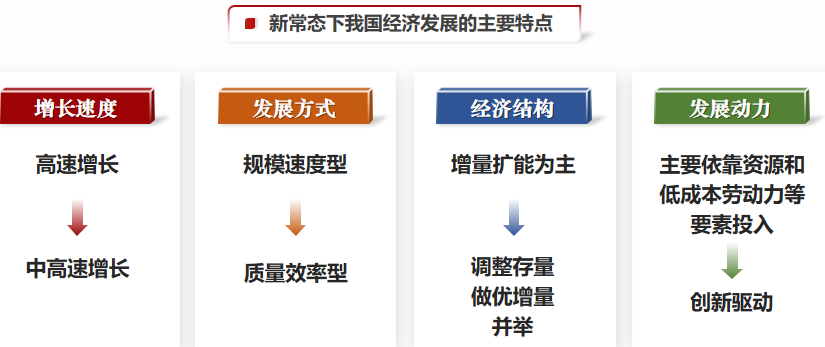 新常态下我国经济发展的主要特点
增长速度
高速增长
中高速增长
发展方式
规模速度型
质量效率型
经济结构
增量扩能为主
调整存量
做优增量
并举
发展动力
主要依靠资源和
低成本劳动力等
要素投入
创新驱动